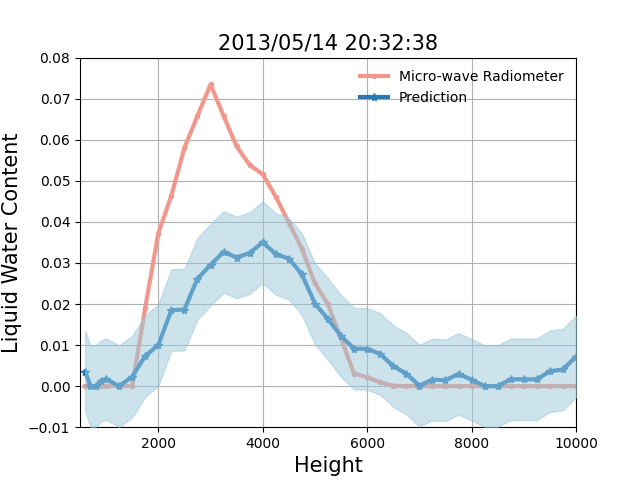 2013/05/14 20:32:38
Micro-wave Radiometer
Prediction
Liquid Water Content
0.08
0.07
0.06
0.05
0.04
0.03
0.02
0.01
0.00
−0.01
2000 4000 6000 8000 10000
Height